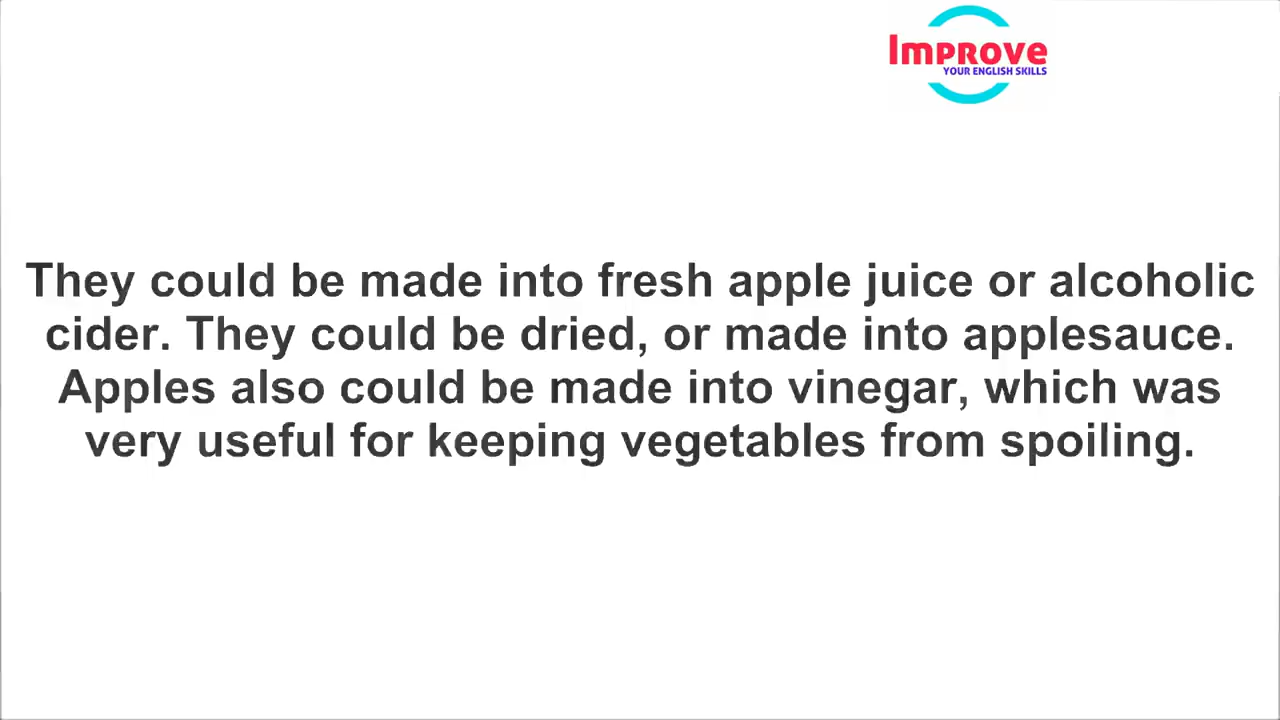 Improve
YOUR ENGLISH SKILLS
They could be made into fresh apple juice or alcoholic
cider. They could be dried, or made into applesauce.
Apples also could be made into vinegar, which was
very useful for keeping vegetables from spoiling.